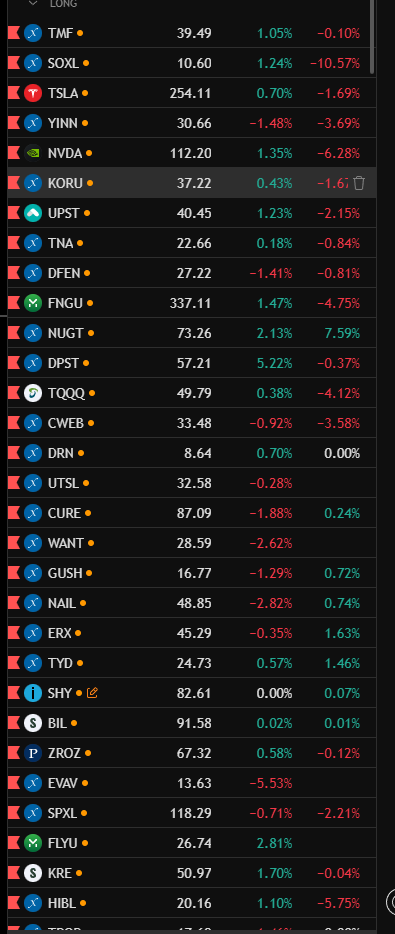 LONG
TMF 39.49 1.05% −0.10%
SOXL 10.60 1.24% −10.57%
TSLA 254.11 0.70% −1.69%
YINN 30.66 −1.48% −3.69%
NVDA 112.20 1.35% −6.28%
KORU 37.22 0.43% −1.67
UPST 40.45 1.23% −2.15%
TNA 22.66 0.18% −0.84%
DFEN 27.22 −1.41% −0.81%
FNGU 337.11 1.47% −4.75%
NUGT 73.26 2.13% 7.59%
DPST 57.21 5.22% −0.37%
TQQQ 49.79 0.38% −4.12%
CWEB 33.48 −0.92% −3.58%
DRN 8.64 0.70% 0.00%
UTSL 32.58 −0.28%
CURE 87.09 −1.88% 0.24%
WANT 28.59 −2.62%
GUSH 16.77 −1.29% 0.72%
NAIL 48.85 −2.82% 0.74%
ERX 45.29 −0.35% 1.63%
TYD 24.73 0.57% 1.46%
SHY 82.61 0.00% 0.07%
BIL 91.58 0.02% 0.01%
ZROZ 67.32 0.58% −0.12%
EVAV 13.63 −5.53%
SPXL 118.29 −0.71% −2.21%
FLYU 26.74 2.81%
KRE 50.97 1.70% −0.04%
HIBL 20.16 1.10% −5.75%